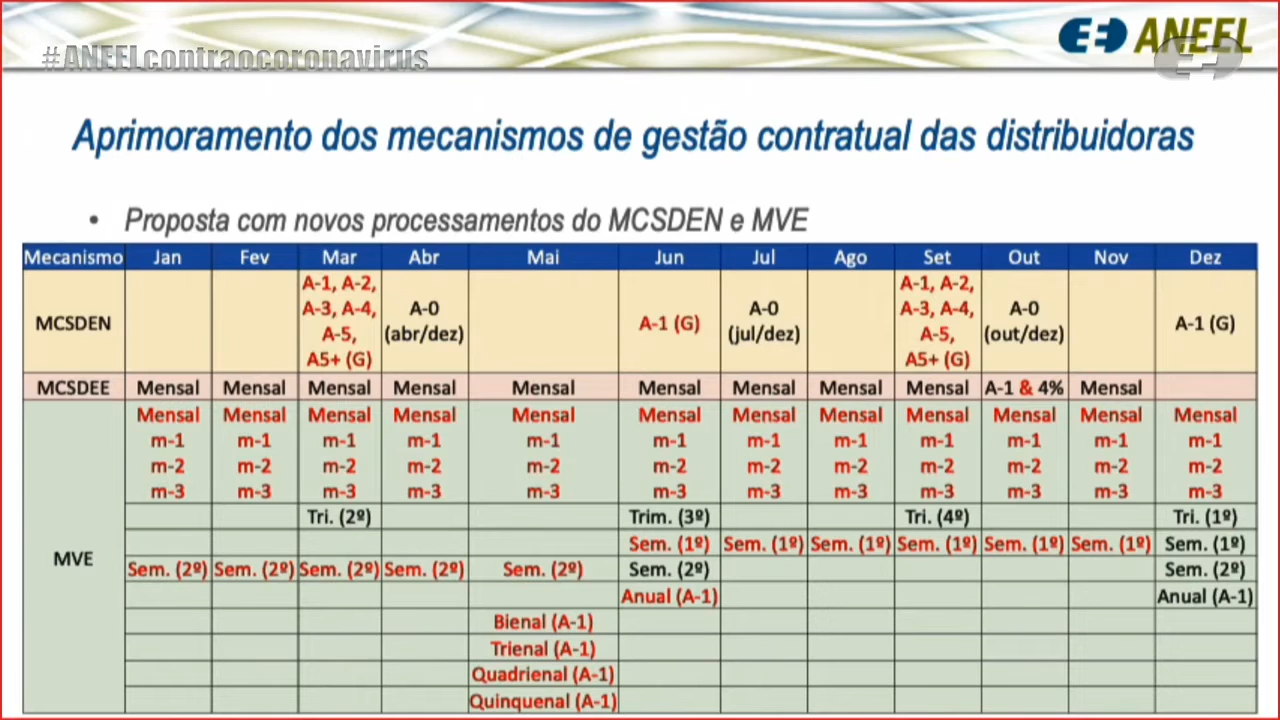 #ANEELcontraocoronavirus
ANEEL
Aprimoramento dos mecanismos de gestão contratual das distribuidoras
• Proposta com novos processamentos do MCSDEN e MVE
Mecanismo Jan Fev Mar Abr Mai Jun Jul Ago Set Out Nov Dez
MCSDEN
A-1, A-2,
A-3, A-4,
A-5,
A5+ (G)
A-0
(abr/dez)
A-1 (G)
A-0
(jul/dez)
A-1, A-2,
A-3, A-4,
A-5,
A5+ (G)
A-0
(out/dez)
A-1 (G)
MCSDEE Mensal Mensal Mensal Mensal Mensal Mensal Mensal Mensal Mensal A-1 & 4% Mensal
MVE
Mensal Mensal Mensal Mensal Mensal Mensal Mensal Mensal Mensal Mensal Mensal Mensal
m-1 m-1 m-1 m-1 m-1 m-1 m-1 m-1 m-1 m-1 m-1 m-1
m-2 m-2 m-2 m-2 m-2 m-2 m-2 m-2 m-2 m-2 m-2 m-2
m-3 m-3 m-3 m-3 m-3 m-3 m-3 m-3 m-3 m-3 m-3 m-3
Tri. (2º) Trim. (3º) Tri. (4º) Tri. (1º)
Sem. (1º) Sem. (1º) Sem. (1º) Sem. (1º) Sem. (1º) Sem. (1º) Sem. (1º)
Sem. (2º) Sem. (2º) Sem. (2º) Sem. (2º) Sem. (2º) Sem. (2º) Sem. (2º)
Anual (A-1) Anual (A-1)
Bienal (A-1)
Trienal (A-1)
Quadrienal (A-1)
Quinquenal (A-1)